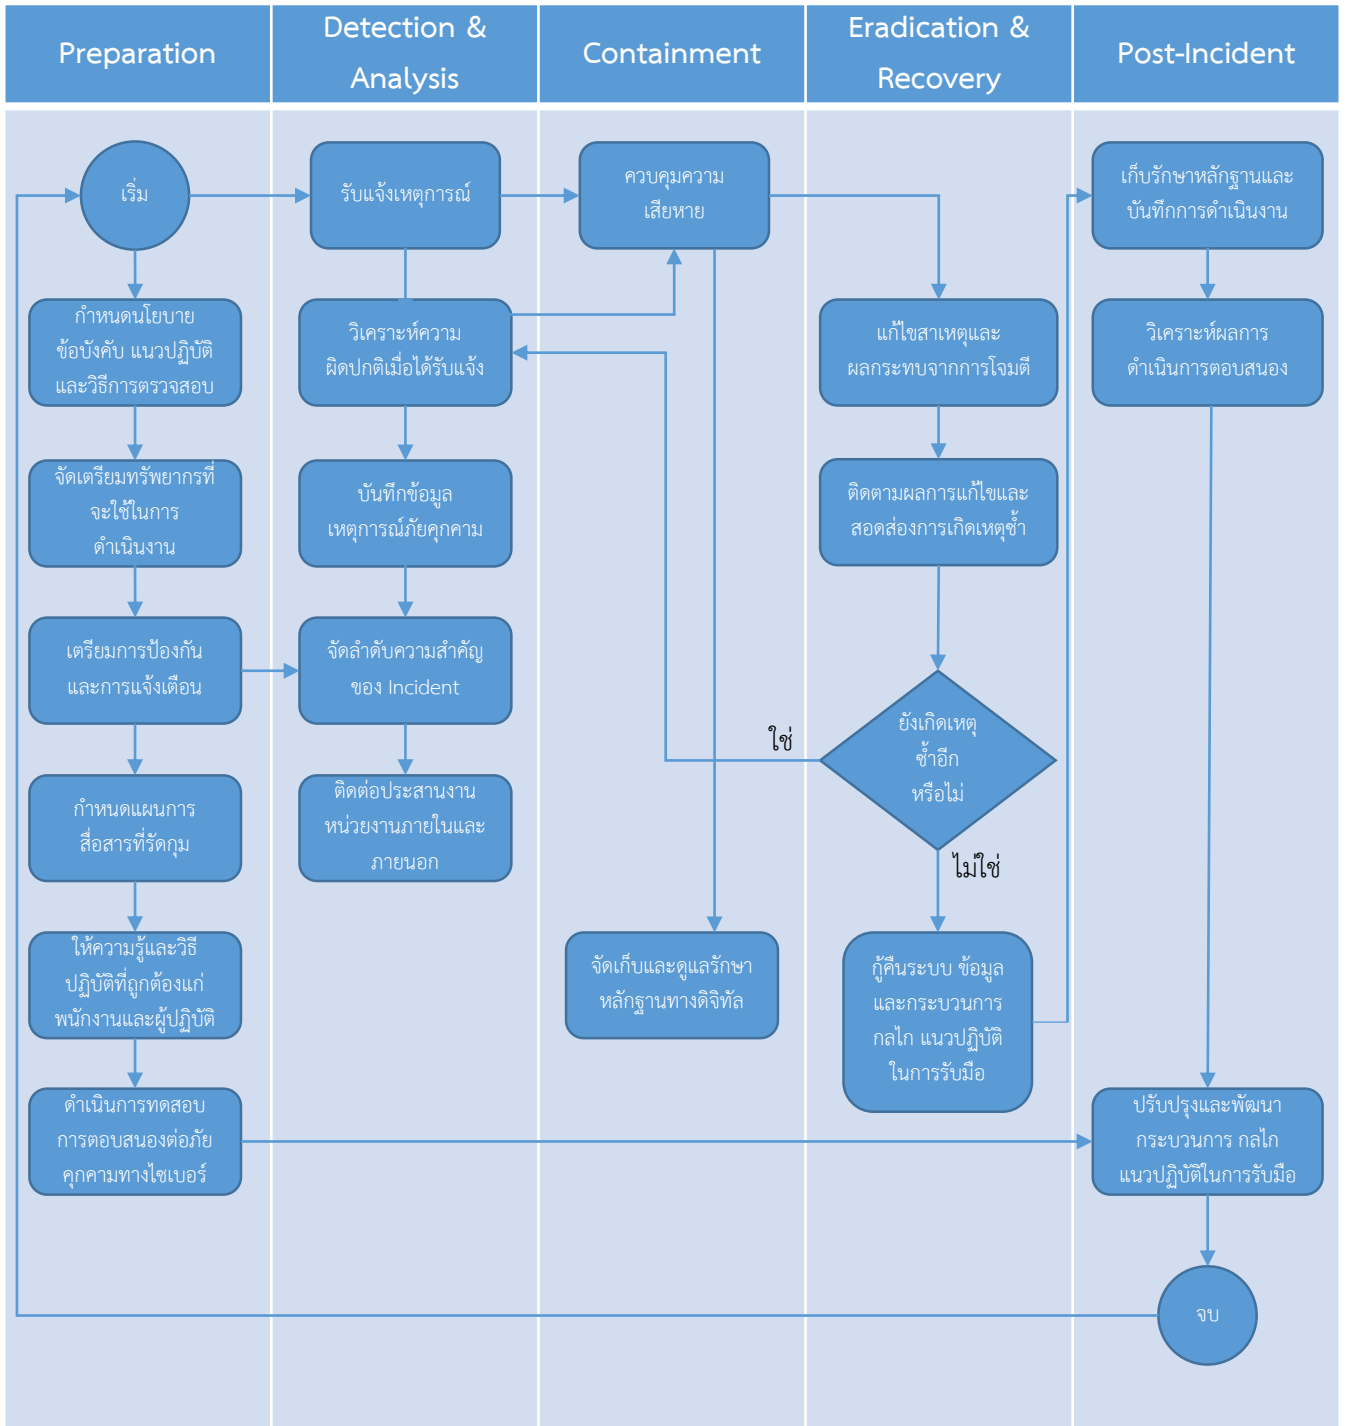 Preparation
Detection &
Analysis
Containment
Eradication &
Recovery
Post-Incident
เริ่ม
กำหนดนโยบาย
ข้อบังคับ แนวปฏิบัติ
และวิธีการตรวจสอบ
จัดเตรียมทรัพยากรที่
จะใช้ในการ
ดำเนินงาน
เตรียมการป้องกัน
และการแจ้งเตือน
กำหนดแผนการ
สื่อสารที่รัดกุม
ให้ความรู้และวิธี
ปฏิบัติที่ถูกต้องแก่
พนักงานและผู้ปฏิบัติ
ดำเนินการทดสอบ
การตอบสนองต่อภัย
คุกคามทางไซเบอร์
รับแจ้งเหตุการณ์
วิเคราะห์ความ
ผิดปกติเมื่อได้รับแจ้ง
บันทึกข้อมูล
เหตุการณ์ภัยคุกคาม
จัดลำดับความสำคัญ
ของ Incident
ติดต่อประสานงาน
หน่วยงานภายในและ
ภายนอก
ควบคุมความ
เสียหาย
จัดเก็บและดูแลรักษา
หลักฐานทางดิจิทัล
แก้ไขสาเหตุและ
ผลกระทบจากการโจมตี
ติดตามผลการแก้ไขและ
สอดส่องการเกิดเหตุซ้ำ
ยังเกิดเหตุ
ซ้ำอีก
หรือไม่
ใช่
ไม่ใช่
กู้คืนระบบ ข้อมูล
และกระบวนการ
กลไก แนวปฏิบัติ
ในการรับมือ
เก็บรักษาหลักฐานและ
บันทึกการดำเนินงาน
วิเคราะห์ผลการ
ดำเนินการตอบสนอง
ปรับปรุงและพัฒนา
กระบวนการ กลไก
แนวปฏิบัติในการรับมือ
จบ